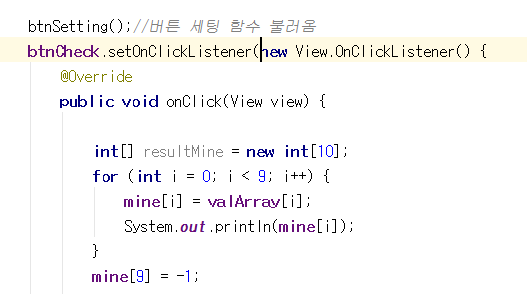 btnSetting();//버튼 세팅 함수 불러옴
btnCheck.setOnClickListener(new View.OnClickListener() {
@Override
public void onClick(View view) {
int[] resultMine = new int[10];
for (int i = 0; i < 9; i++) {
mine[i] = valArray[i];
System.out.println(mine[i]);
}
mine[9] = -1;